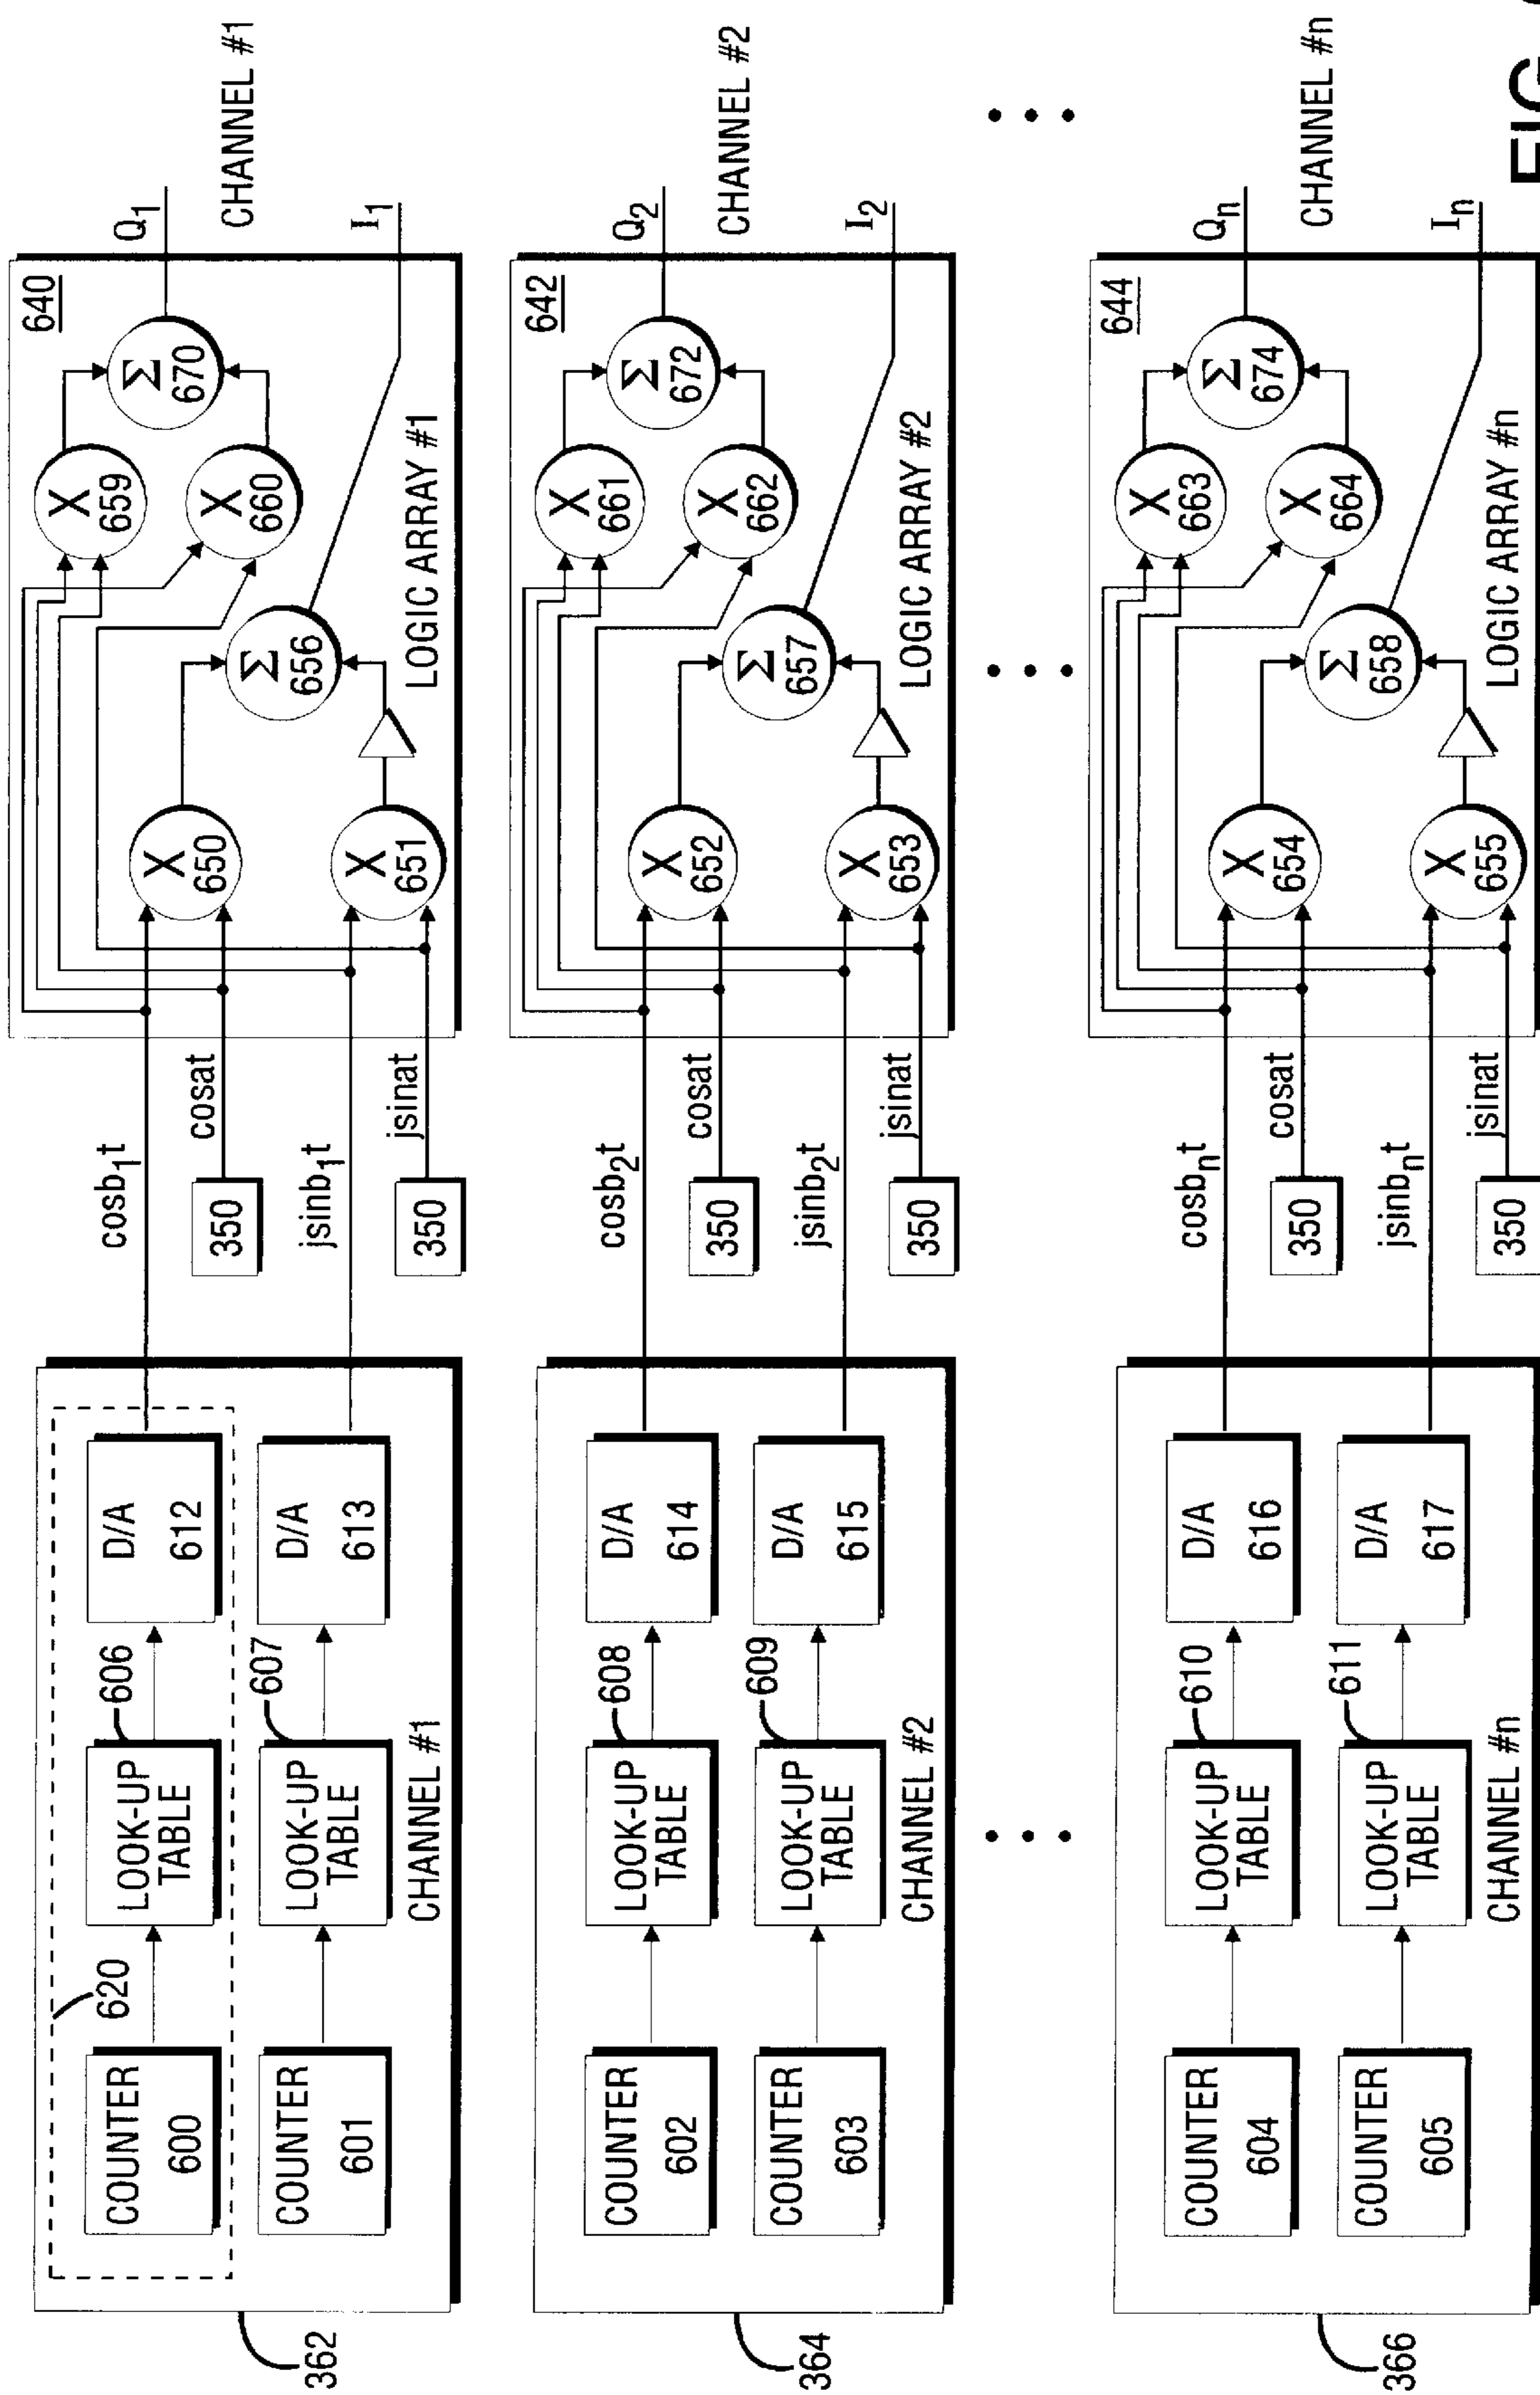 362
620
COUNTER
600
LOOK-UP
TABLE
606
D/A
612
COUNTER
601
LOOK-UP
TABLE
607
D/A
613
CHANNEL #1
cosb1t
350
cosat
jsinb1t
350
jsinat
640
X
650
X
651
Σ
656
X
659
X
660
Σ
670
LOGIC ARRAY #1
Q1
CHANNEL #1
I1
364
COUNTER
602
LOOK-UP
TABLE
608
D/A
614
COUNTER
603
LOOK-UP
TABLE
609
D/A
615
CHANNEL #2
cosb2t
350
cosat
jsinb2t
350
jsinat
642
X
652
X
653
Σ
657
X
661
X
662
Σ
672
LOGIC ARRAY #2
Q2
CHANNEL #2
I2
366
COUNTER
604
LOOK-UP
TABLE
610
D/A
616
COUNTER
605
LOOK-UP
TABLE
611
D/A
617
CHANNEL #n
cosbnt
350
cosat
jsinbnt
350
jsinat
644
X
654
X
655
Σ
658
X
663
X
664
Σ
674
LOGIC ARRAY #n
Qn
CHANNEL #n
In
FIG